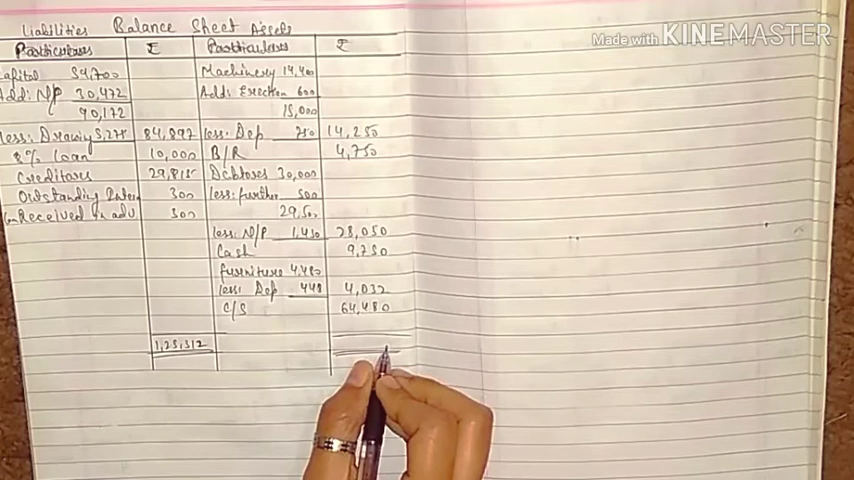 Made with KINEMASTER
Liabilities Balance Sheet Assets
Particulars ₹ Particulars ₹
Capital 54,700 Machinery 14,400
Add: N/P 30,472 Add: Erection 600
90,172 15,000
less: Drawing 5,275 84,897 less: Dep 750 14,250
8% loan 10,000 B/R 4,750
Creditors 29,815 Debtors 30,000
Outstanding 300 less: further 500
Received in adv 300 29,50
less: 1,450 28,050
Cash 9,750
furniture 4,480
less: Dep 448 4,032
C/S 64,480
1,25,312